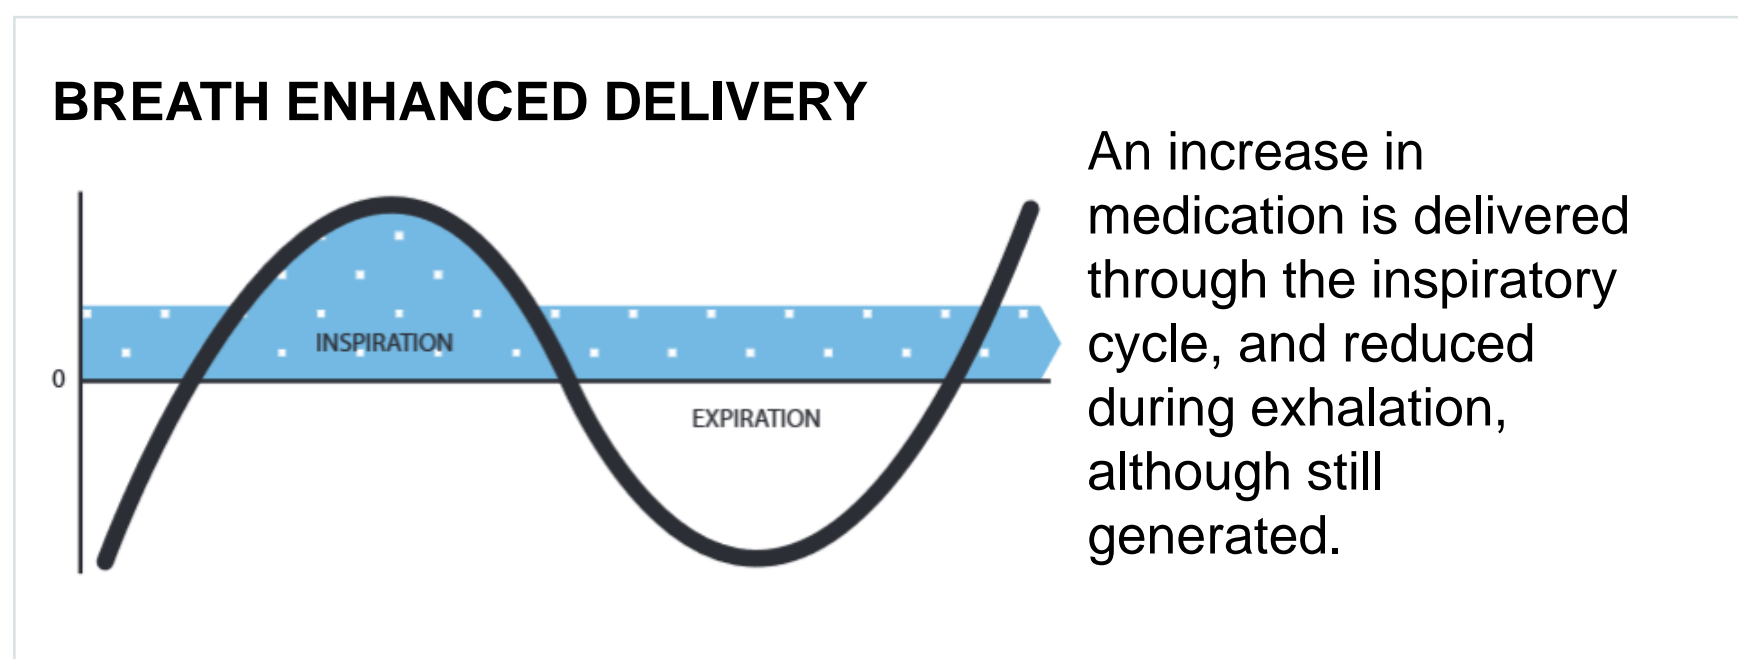 BREATH ENHANCED DELIVERY
An increase in
medication is delivered
through the inspiratory
cycle, and reduced
during exhalation,
although still
generated.
INSPIRATION
0
EXPIRATION